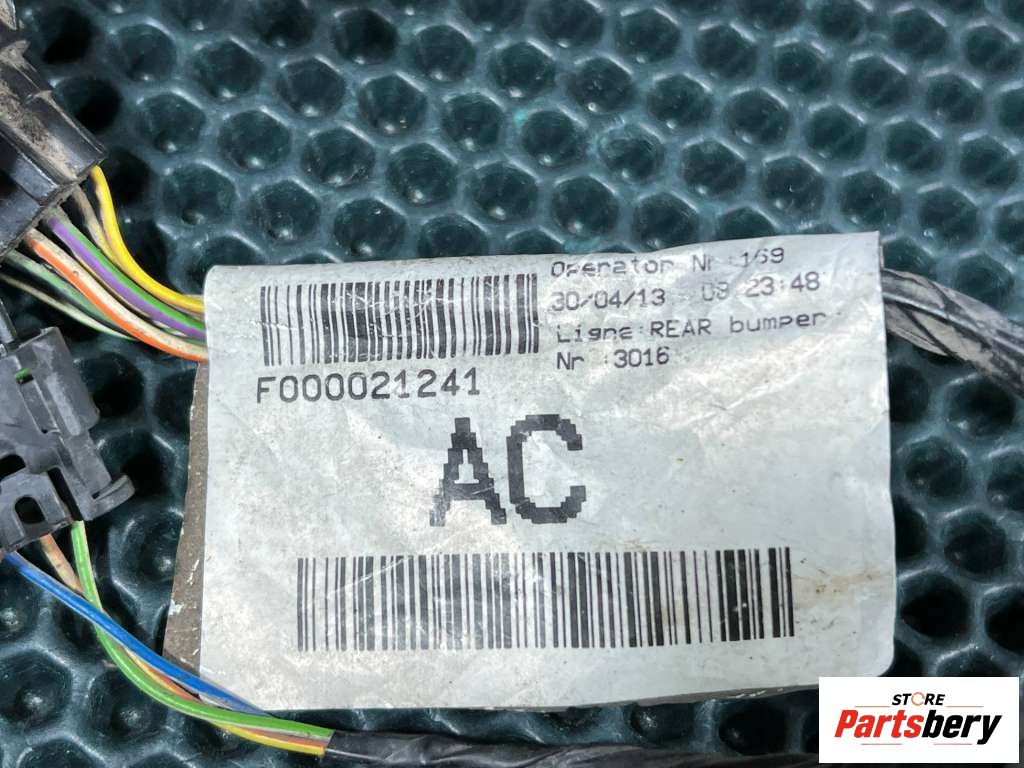 Operator Nr :169
30/04/13 09:23:48
Ligne:REAR bumper
Nr :3016
F000021241
AC
STORE
Partsbery